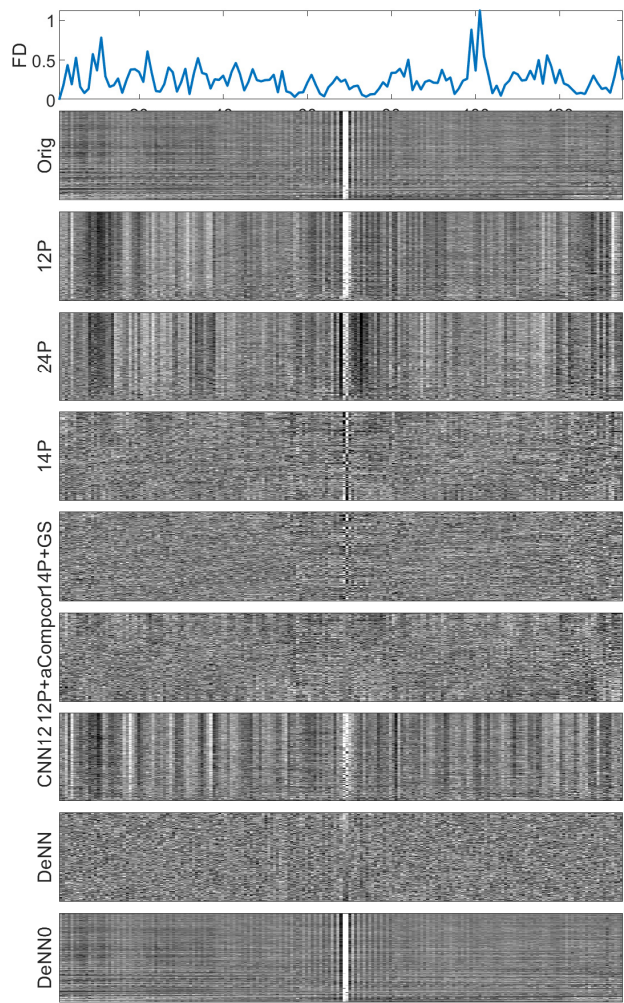 1
FD
0.5
0
Orig
12P
24P
14P
14P+GS
12P+aCompcor
CNN12
DeNN
DeNN0